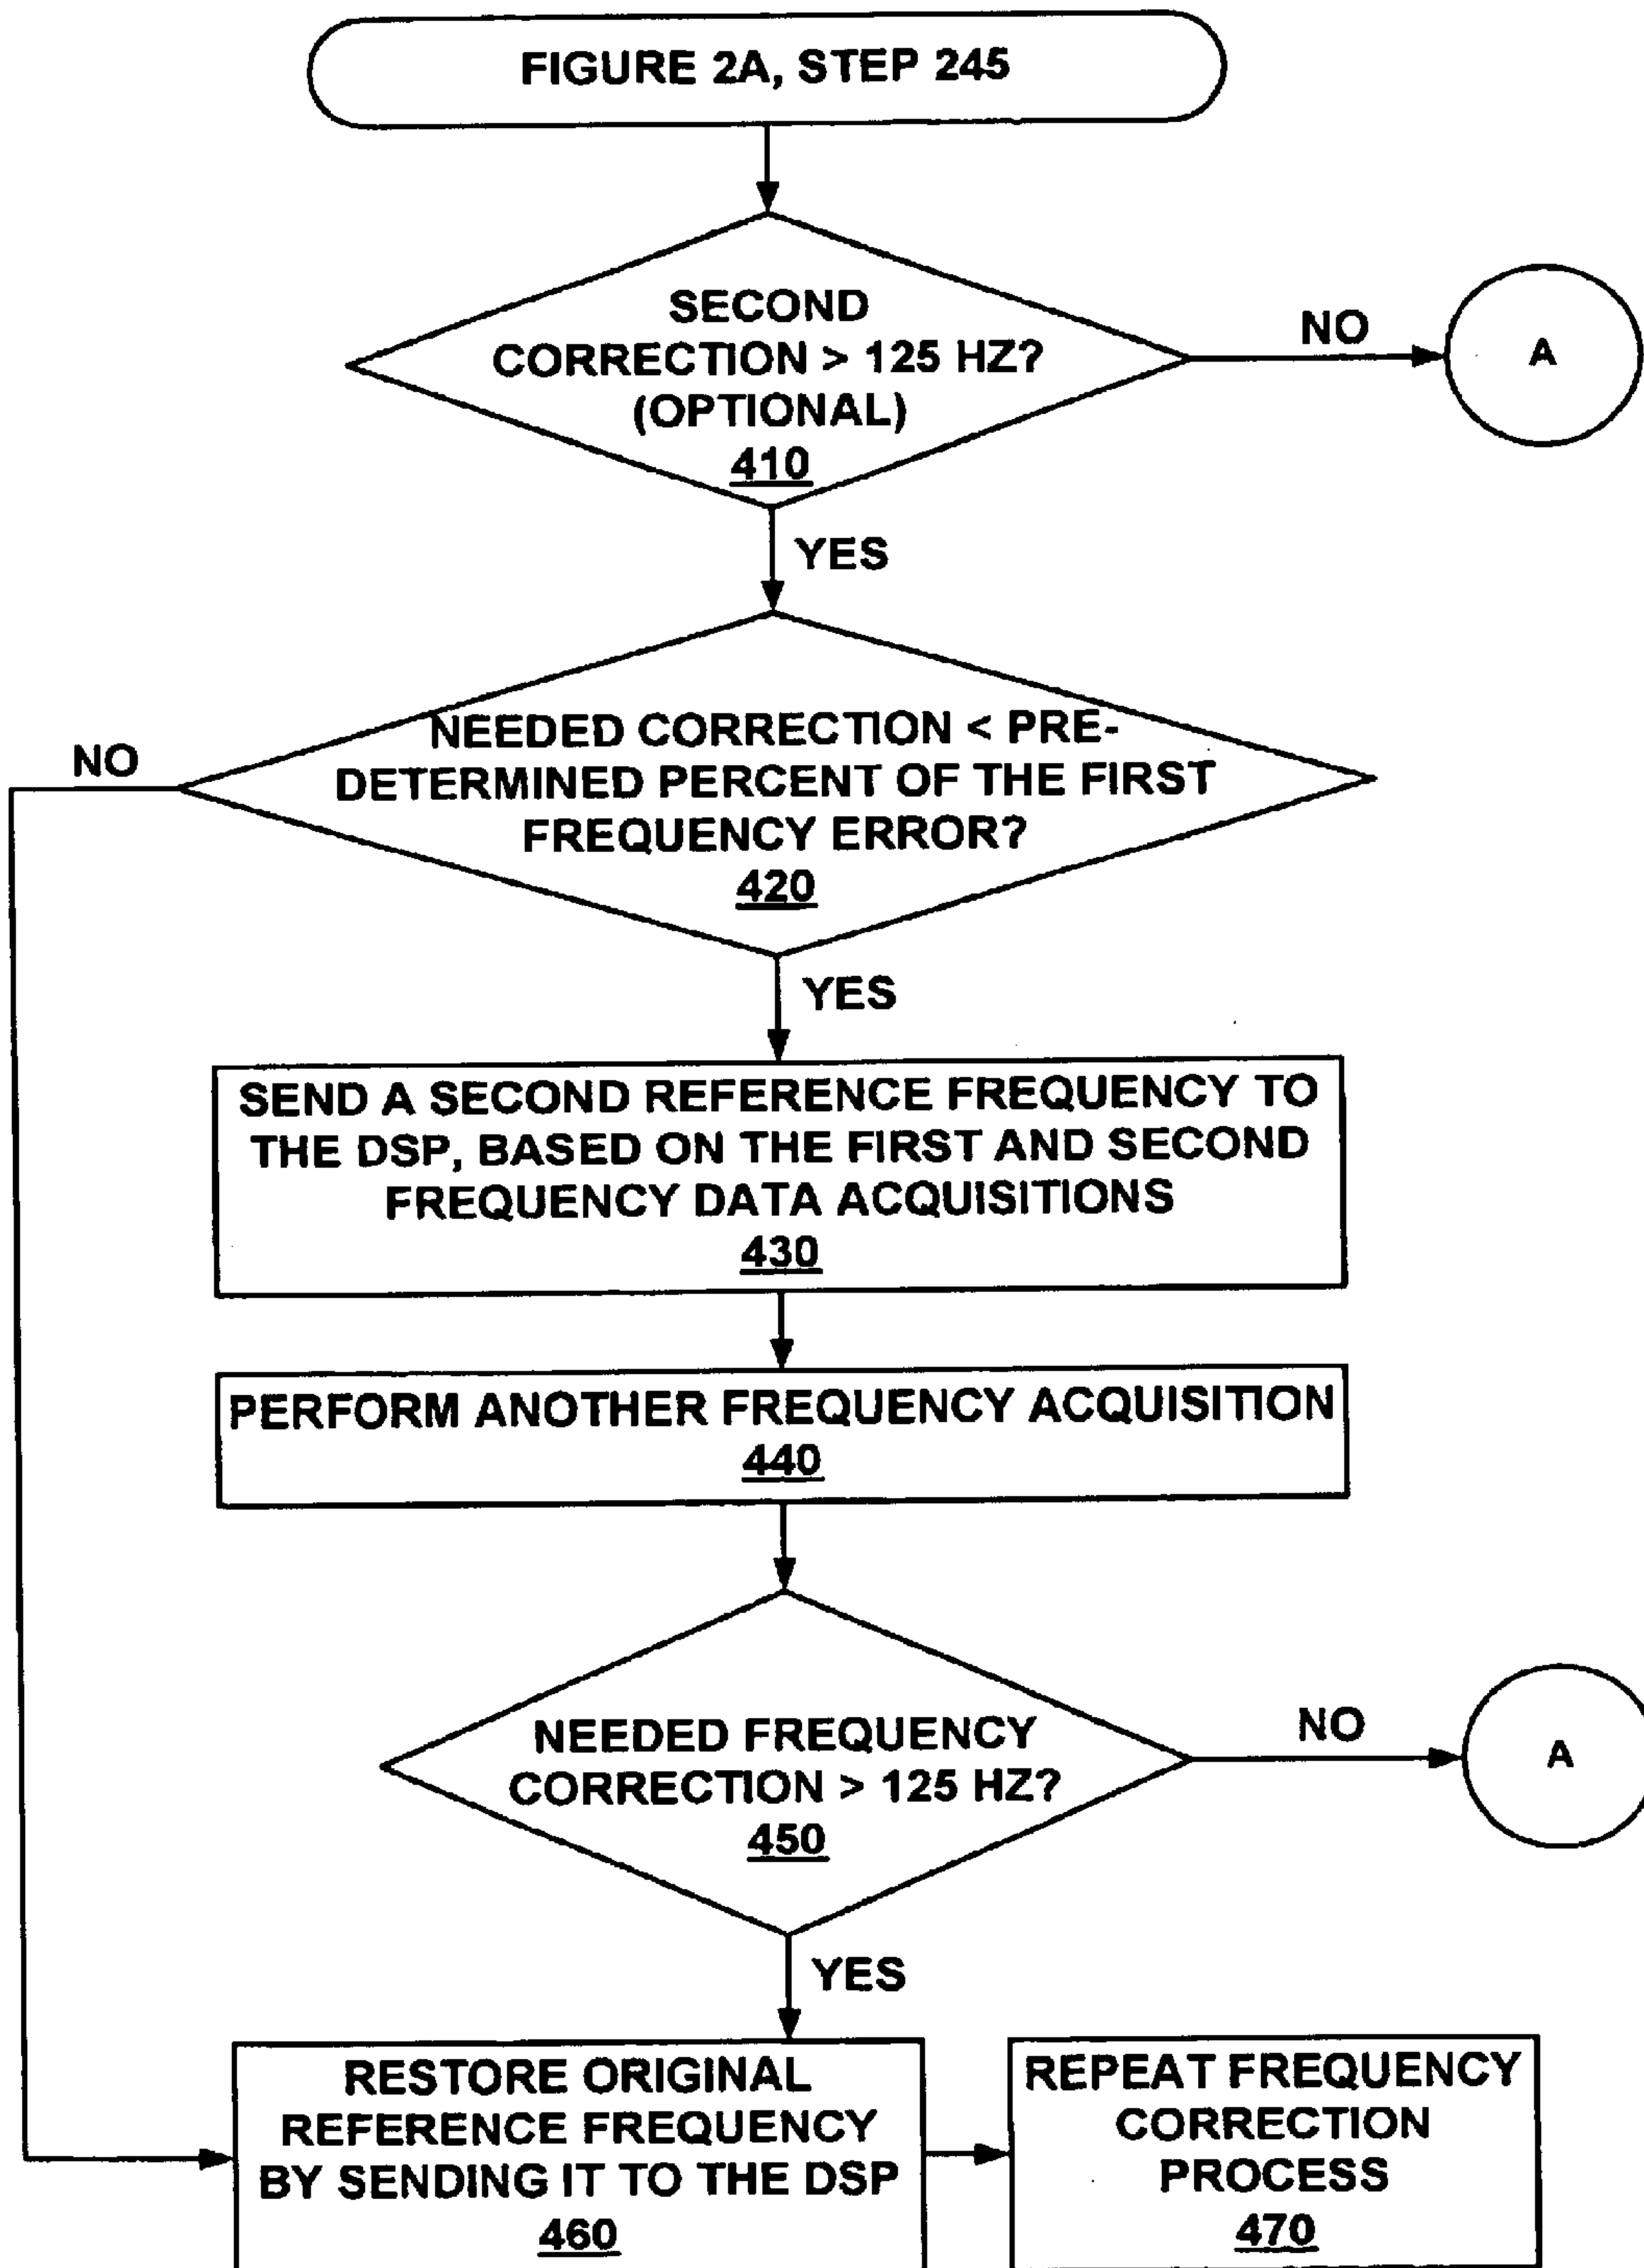 FIGURE 2A, STEP 245
SECOND
CORRECTION > 125 HZ?
(OPTIONAL)
410
NO
A
YES
NEEDED CORRECTION < PRE-
DETERMINED PERCENT OF THE FIRST
FREQUENCY ERROR?
420
NO
YES
SEND A SECOND REFERENCE FREQUENCY TO
THE DSP, BASED ON THE FIRST AND SECOND
FREQUENCY DATA ACQUISITIONS
430
PERFORM ANOTHER FREQUENCY ACQUISITION
440
NEEDED FREQUENCY
CORRECTION > 125 HZ?
450
NO
A
YES
RESTORE ORIGINAL
REFERENCE FREQUENCY
BY SENDING IT TO THE DSP
460
REPEAT FREQUENCY
CORRECTION
PROCESS
470